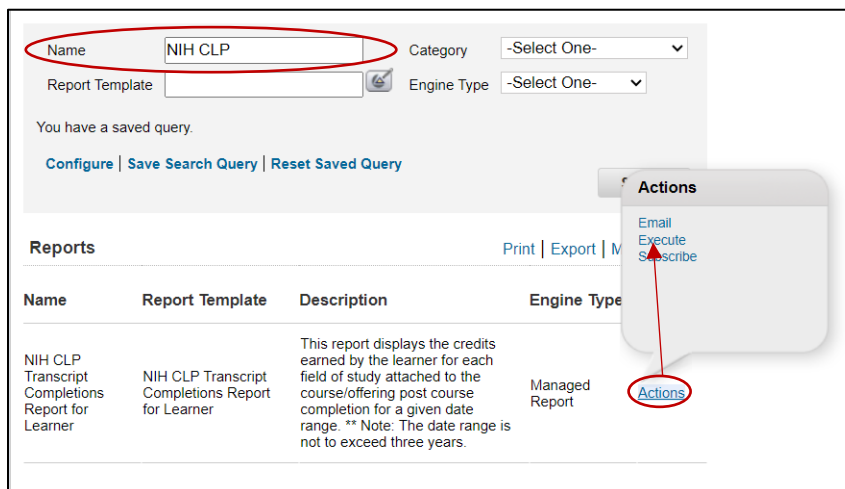 Name NIH CLP Category -Select One-
Report Template Engine Type -Select One-
You have a saved query.
Configure | Save Search Query | Reset Saved Query
Actions
Email
Execute
Subscribe
Reports Print | Export | M
Name Report Template Description Engine Type
NIH CLP
Transcript
Completions
Report for
Learner
NIH CLP Transcript
Completions Report
for Learner
This report displays the credits
earned by the learner for each
field of study attached to the
course/offering post course
completion for a given date
range. ** Note: The date range is
not to exceed three years.
Managed
Report
Actions